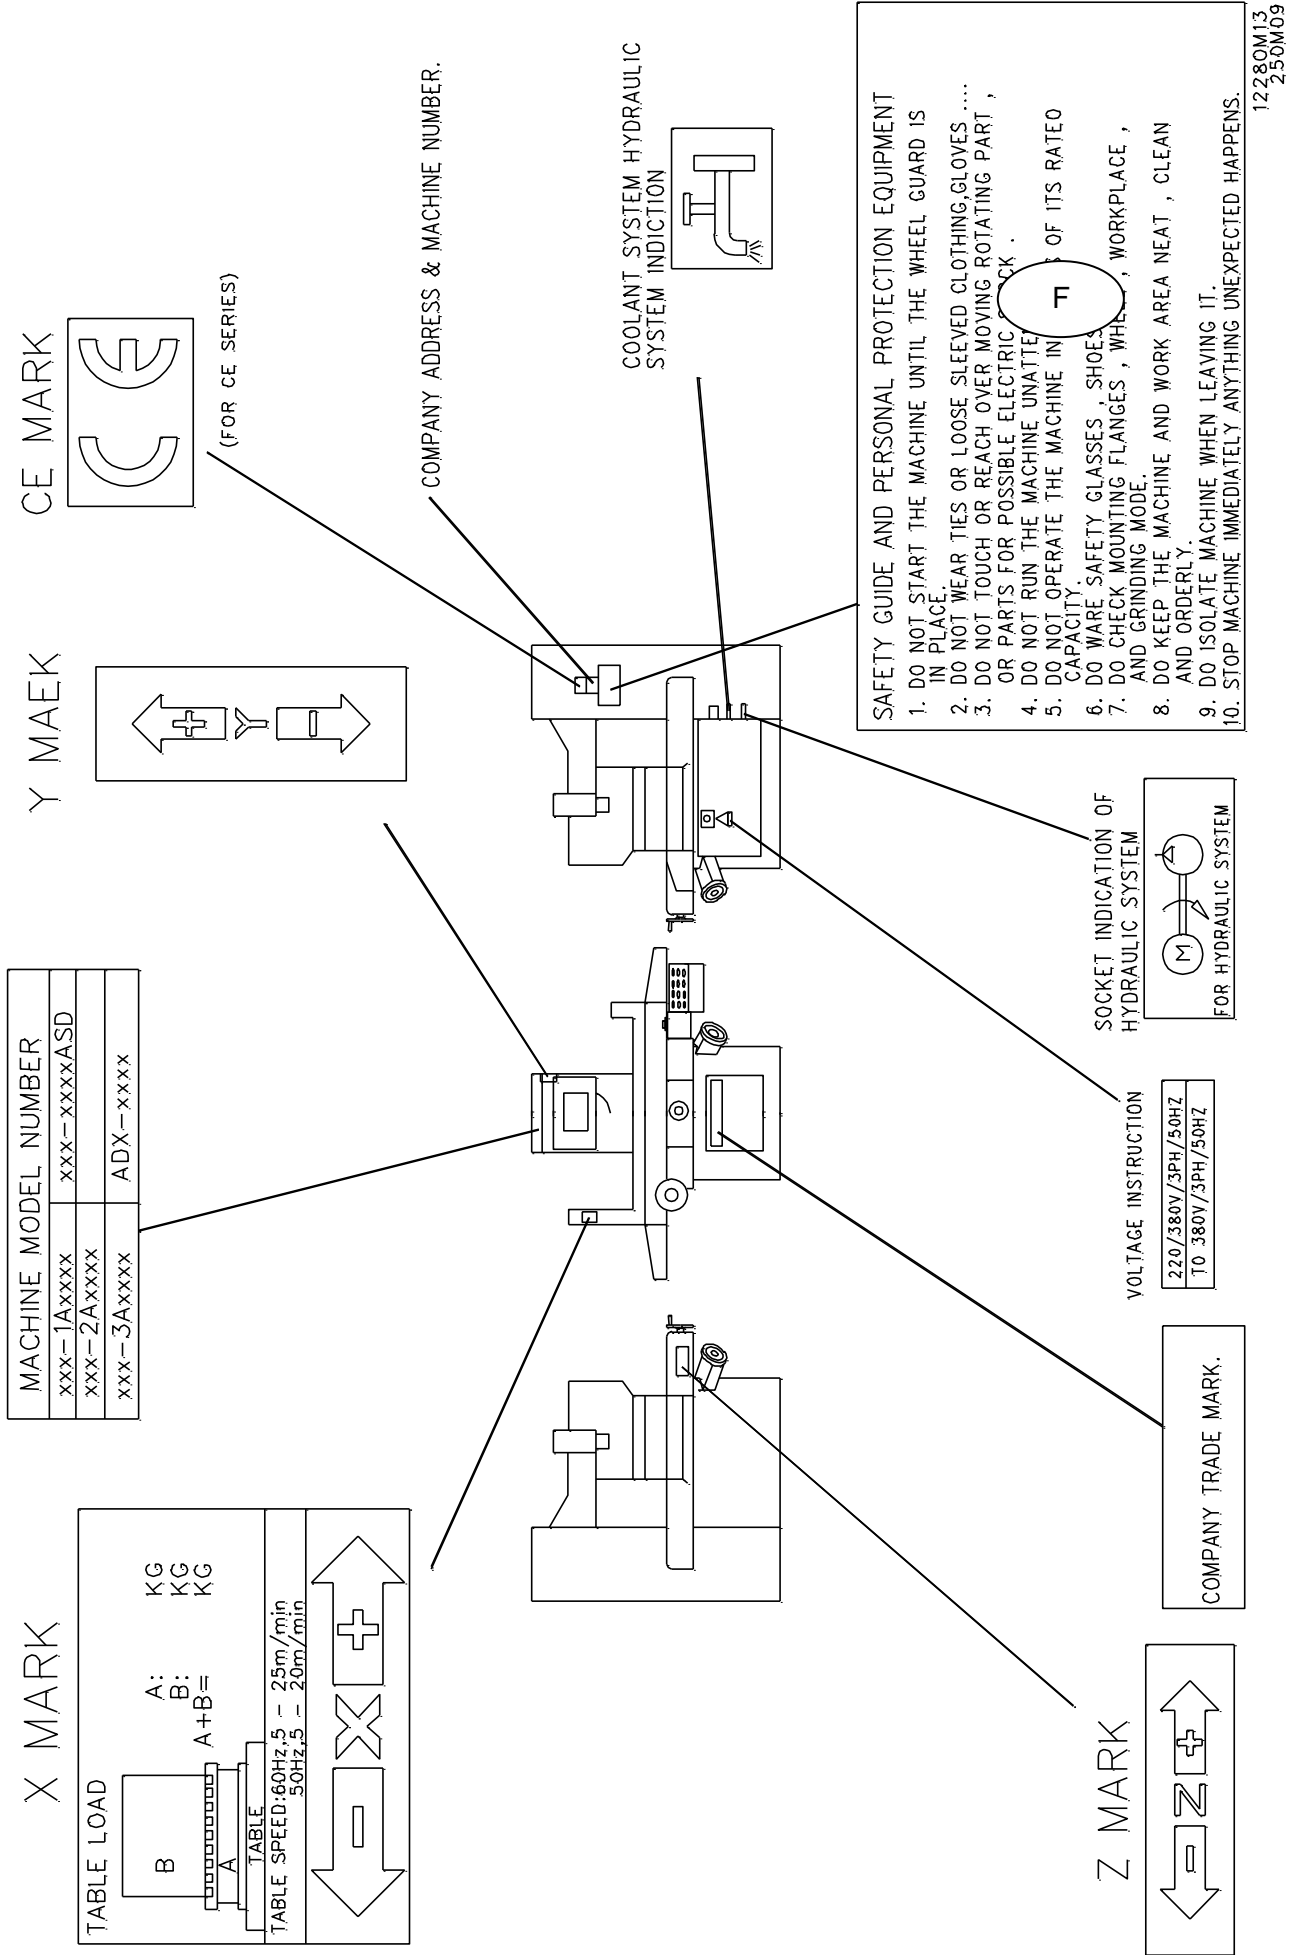 X MARK
TABLE LOAD
B
A
TABLE
A: KG
B: KG
A+B= KG
TABLE SPEED:60Hz,5 - 25m/min
50Hz,5 - 20m/min
- X +
MACHINE MODEL NUMBER
xxx-1Axxxx xxx-xxxxASD
xxx-2Axxxx
xxx-3Axxxx ADX-xxxx
Y MAEK
- Y +
CE MARK
CE
(FOR CE SERIES)
COMPANY ADDRESS & MACHINE NUMBER.
COOLANT SYSTEM HYDRAULIC
SYSTEM INDICTION
Z MARK
- Z +
COMPANY TRADE MARK.
VOLTAGE INSTRUCTION
220/380V/3PH/50HZ
TO 380V/3PH/50HZ
SOCKET INDICATION OF
HYDRAULIC SYSTEM
M
FOR HYDRAULIC SYSTEM
SAFETY GUIDE AND PERSONAL PROTECTION EQUIPMENT
1. DO NOT START THE MACHINE UNTIL THE WHEEL GUARD IS
IN PLACE.
2. DO NOT WEAR TIES OR LOOSE SLEEVED CLOTHING,GLOVES ....
3. DO NOT TOUCH OR REACH OVER MOVING ROTATING PART ,
OR PARTS FOR POSSIBLE ELECTRIC .
4. DO NOT RUN THE MACHINE
5. DO NOT OPERATE THE MACHINE IN OF ITS RATEO
CAPACITY.
6. DO WARE SAFETY GLASSES , SHOES
7. DO CHECK MOUNTING FLANGES , , WORKPLACE ,
AND GRINDING MODE.
8. DO KEEP THE MACHINE AND WORK AREA NEAT , CLEAN
AND ORDERLY.
9. DO ISOLATE MACHINE WHEN LEAVING IT.
10. STOP MACHINE IMMEDIATELY ANYTHING UNEXPECTED HAPPENS.
F
12280M13
250M09